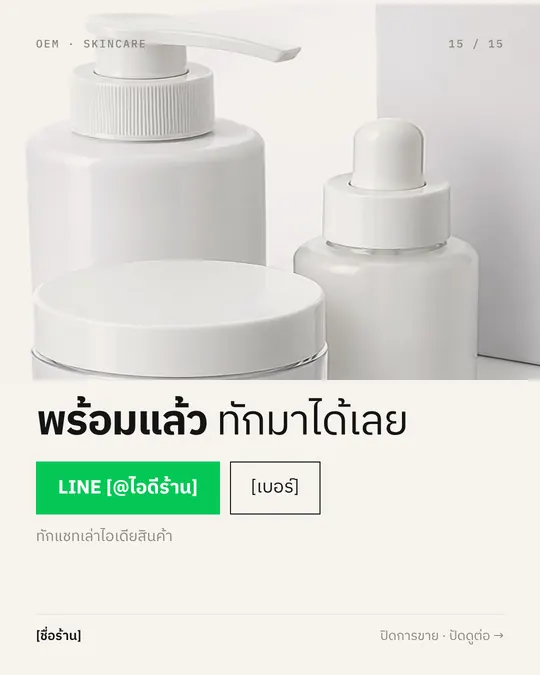 OEM · SKINCARE
15 / 15
พร้อมแล้ว ทักมาได้เลย
LINE [@ไอดีร้าน]
[เบอร์]
ทักแชทเล่าไอเดียสินค้า
[ชื่อร้าน]
ปิดการขาย · ปัดดูต่อ →